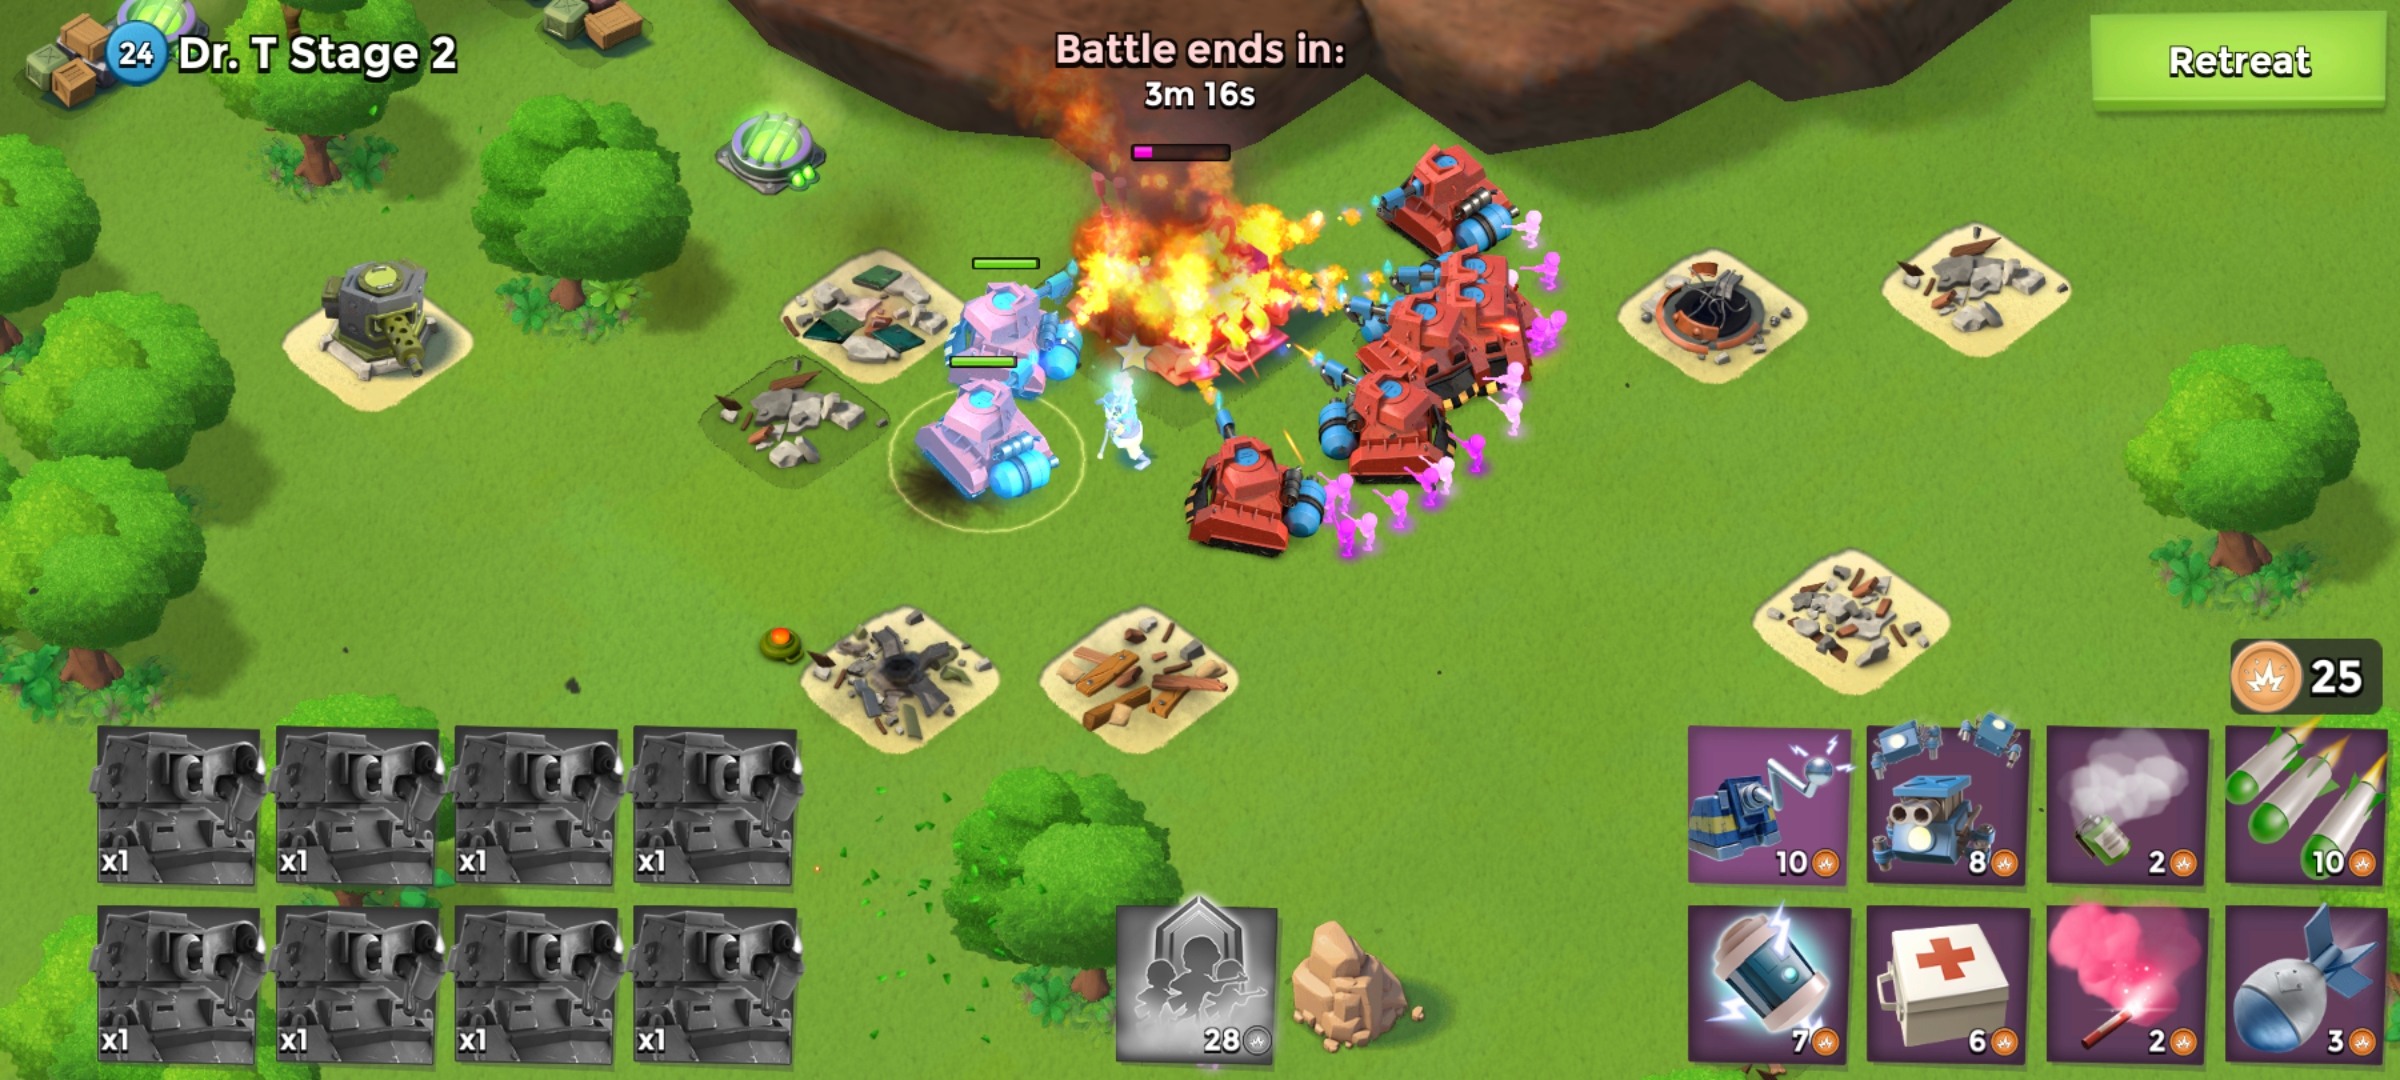 24 Dr. T Stage 2
Battle ends in:
3m 16s
Retreat
25
x1 x1 x1 x1
10 8 2 10
x1 x1 x1 x1
28
7 6 2 3